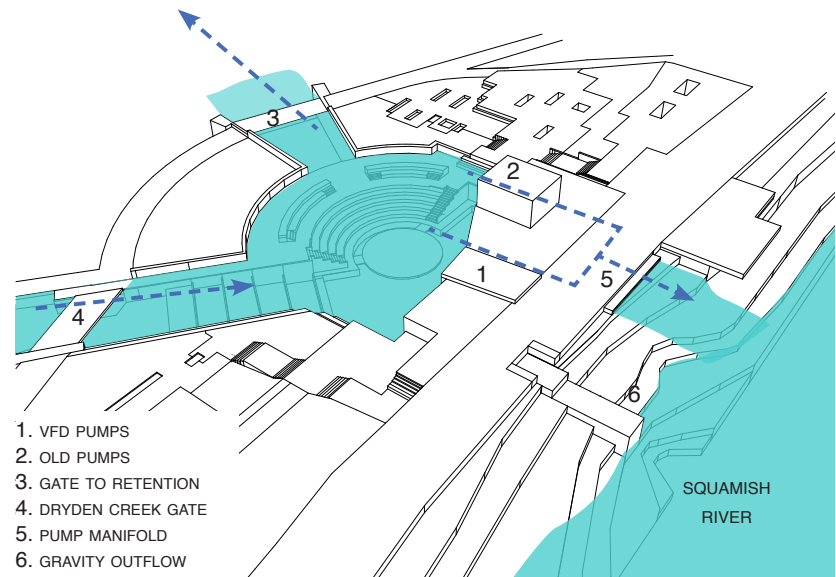 3
2
1
5
4
6
1. VFD PUMPS
2. OLD PUMPS
3. GATE TO RETENTION
4. DRYDEN CREEK GATE
5. PUMP MANIFOLD
6. GRAVITY OUTFLOW
SQUAMISH
RIVER